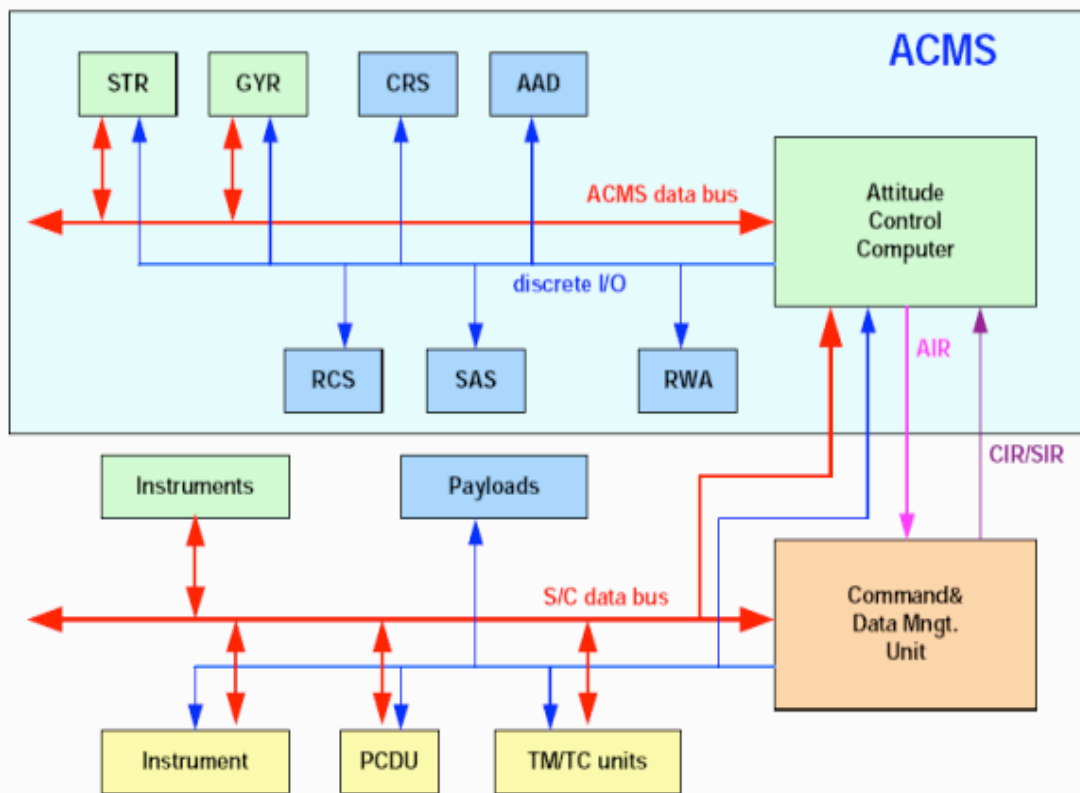 ACMS
STR
GYR
CRS
AAD
ACMS data bus
Attitude
Control
Computer
discrete I/O
RCS
SAS
RWA
AIR
CIR/SIR
Instruments
Payloads
S/C data bus
Command&
Data Mngt.
Unit
Instrument
PCDU
TM/TC units